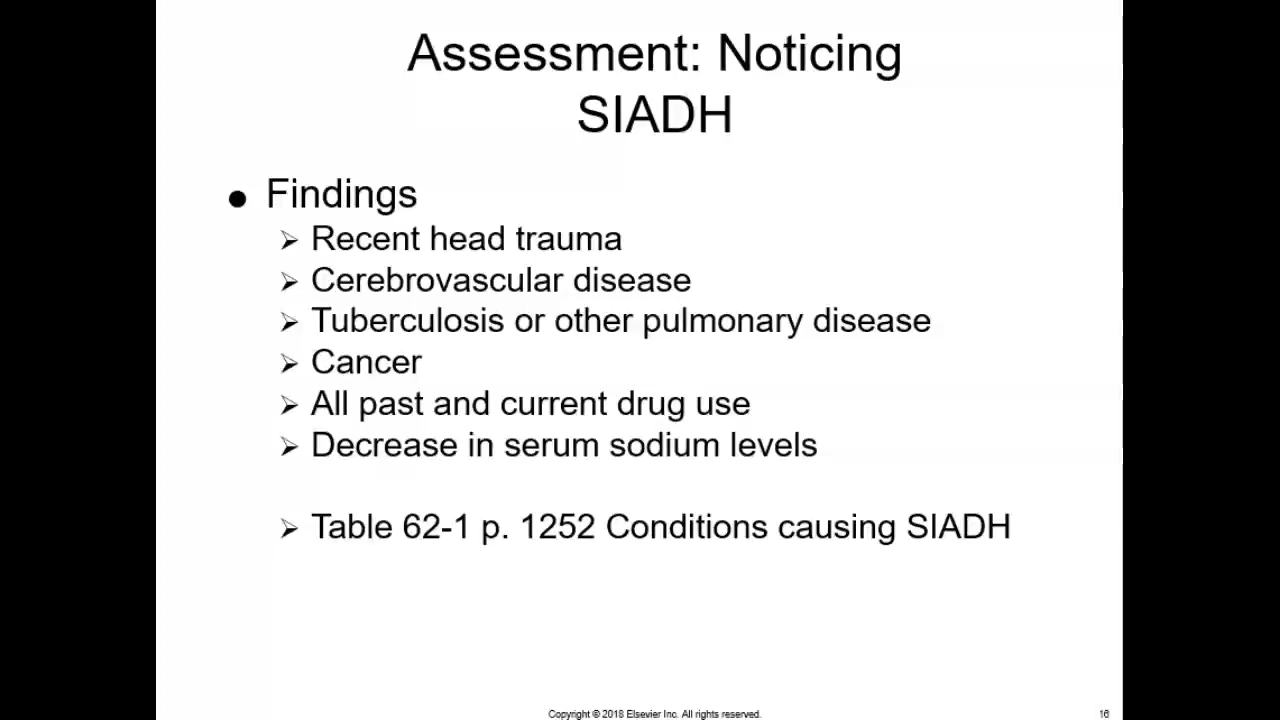 Assessment: Noticing
SIADH
● Findings
➢ Recent head trauma
➢ Cerebrovascular disease
➢ Tuberculosis or other pulmonary disease
➢ Cancer
➢ All past and current drug use
➢ Decrease in serum sodium levels
➢ Table 62-1 p. 1252 Conditions causing SIADH
Copyright © 2018 Elsevier Inc. All rights reserved.
16